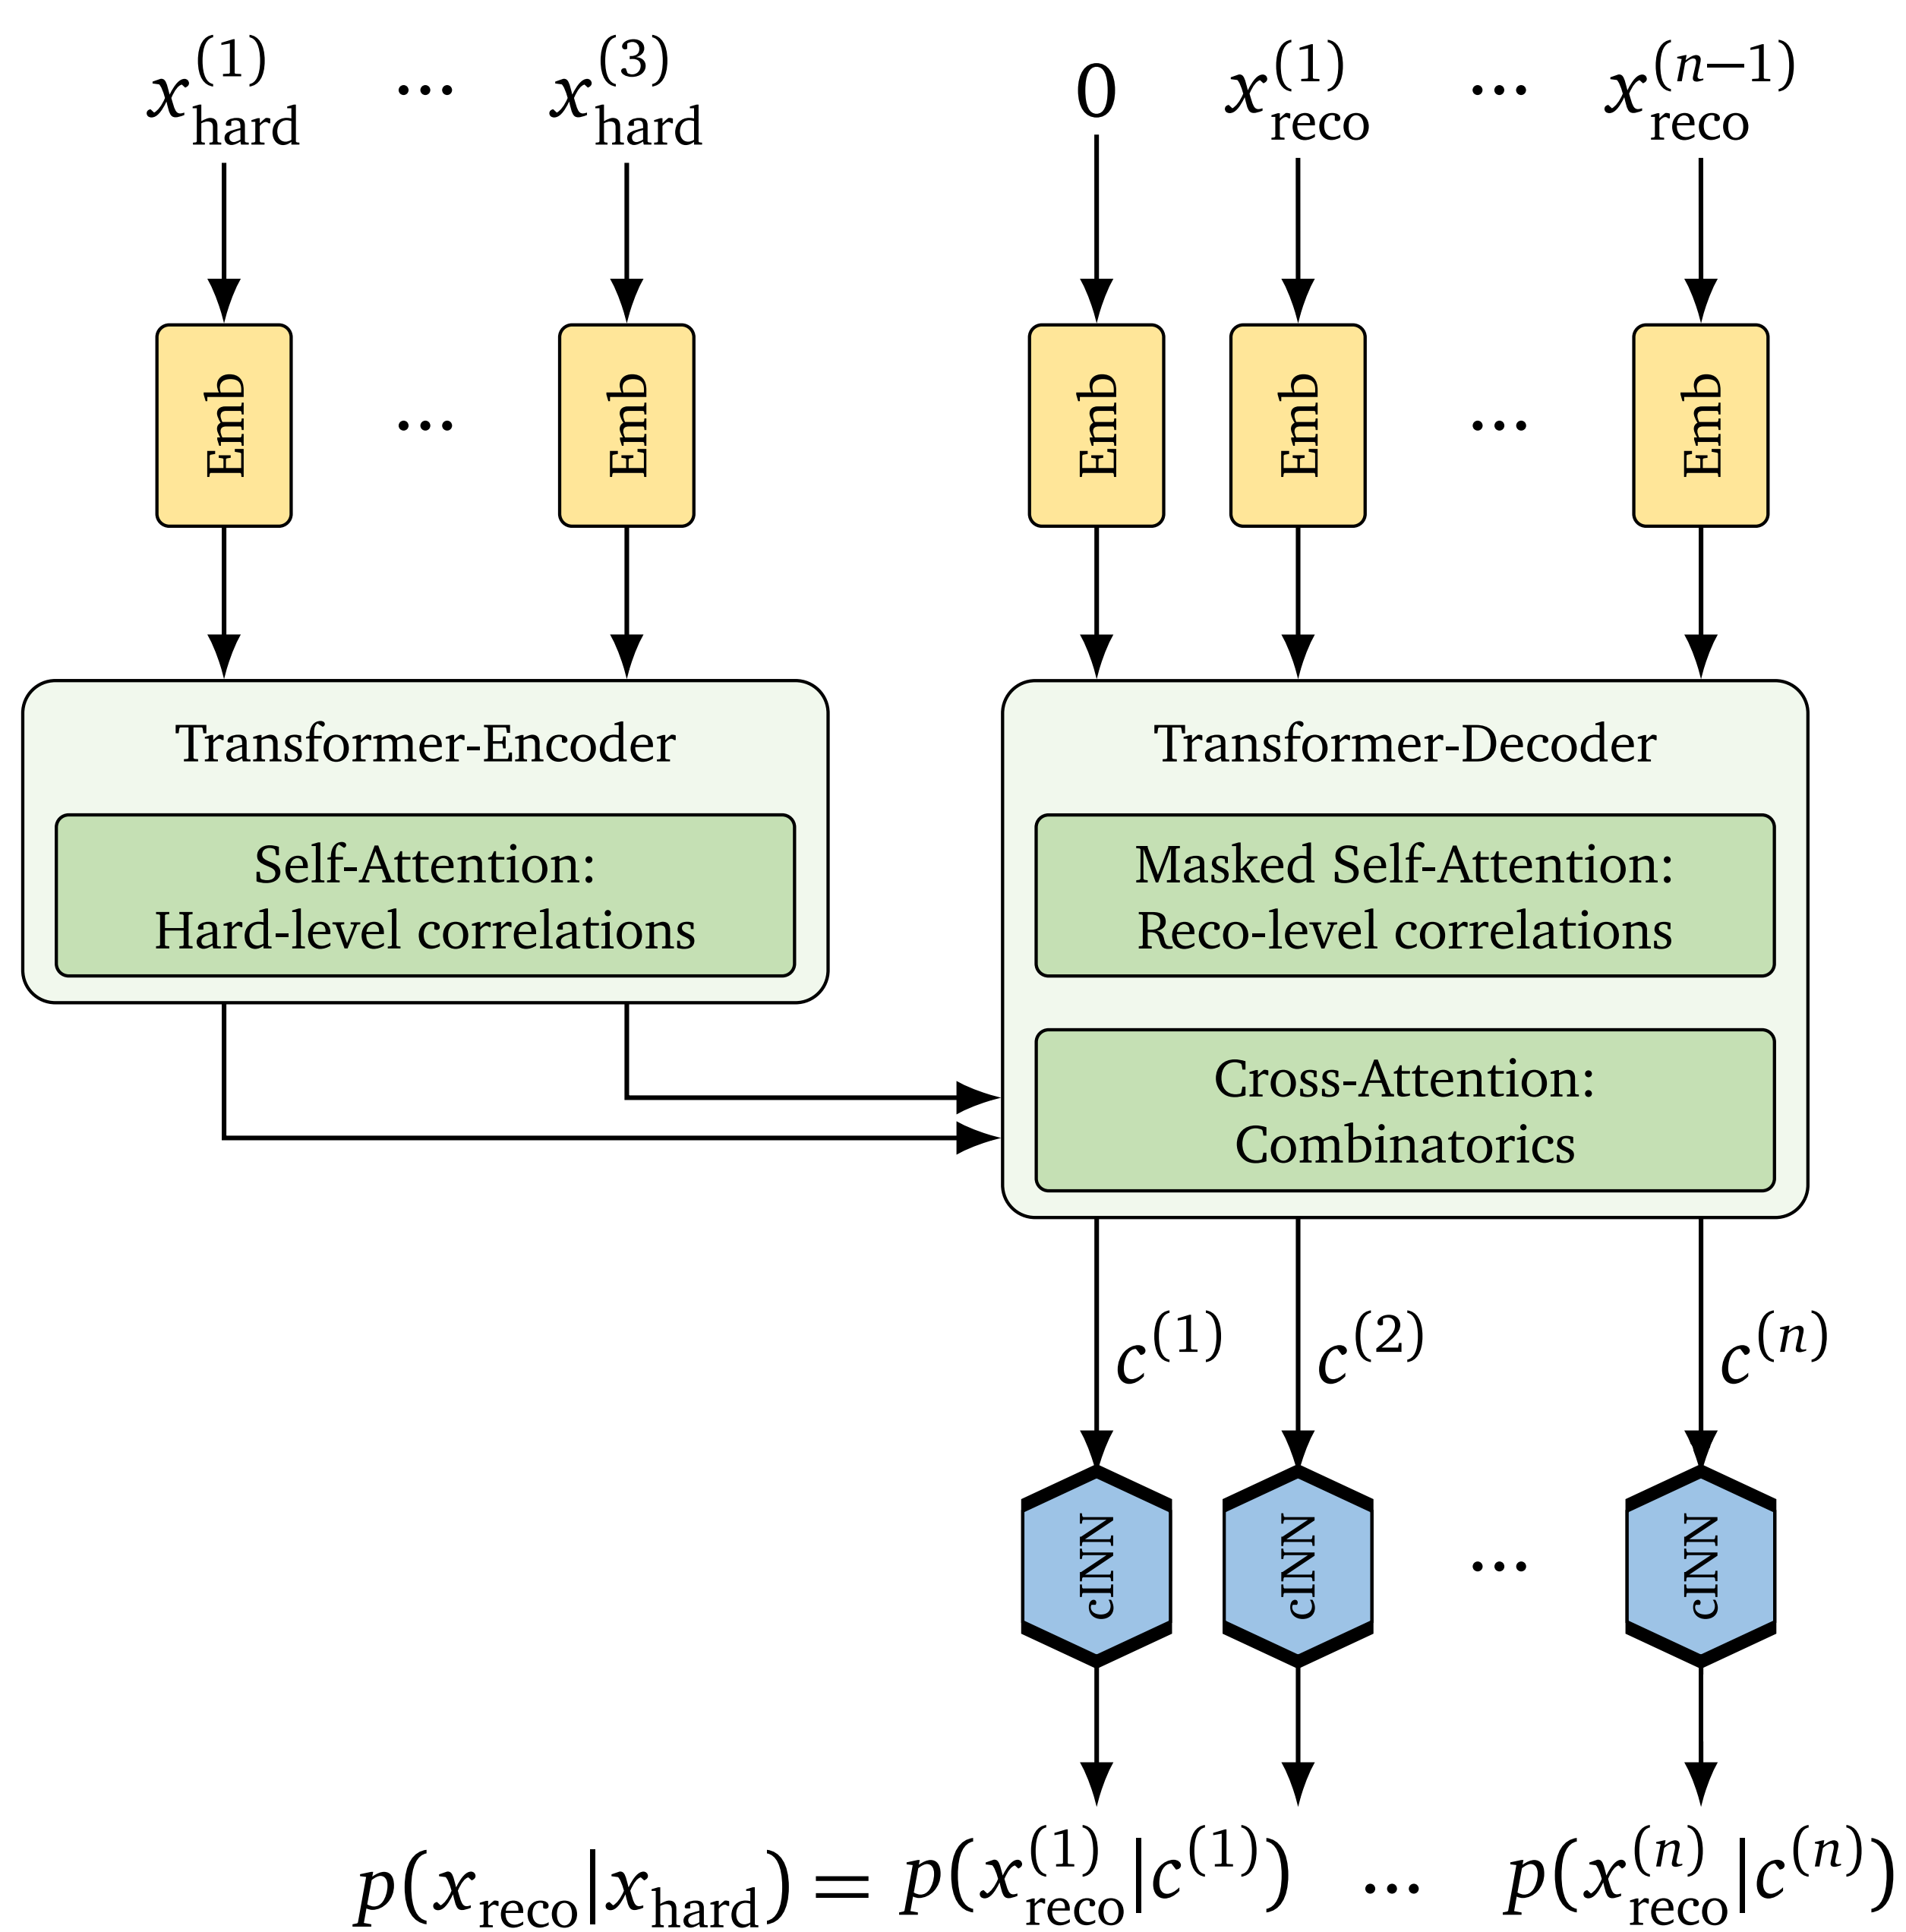 x_hard^(1) ... x_hard^(3) 0 x_reco^(1) ... x_reco^(n−1)
Emb ... Emb Emb Emb ... Emb
Transformer-Encoder
Self-Attention:
Hard-level correlations
Transformer-Decoder
Masked Self-Attention:
Reco-level correlations
Cross-Attention:
Combinatorics
c^(1) c^(2) c^(n)
cINN cINN ... cINN
p(x_reco|x_hard) = p(x_reco^(1)|c^(1)) ... p(x_reco^(n)|c^(n))